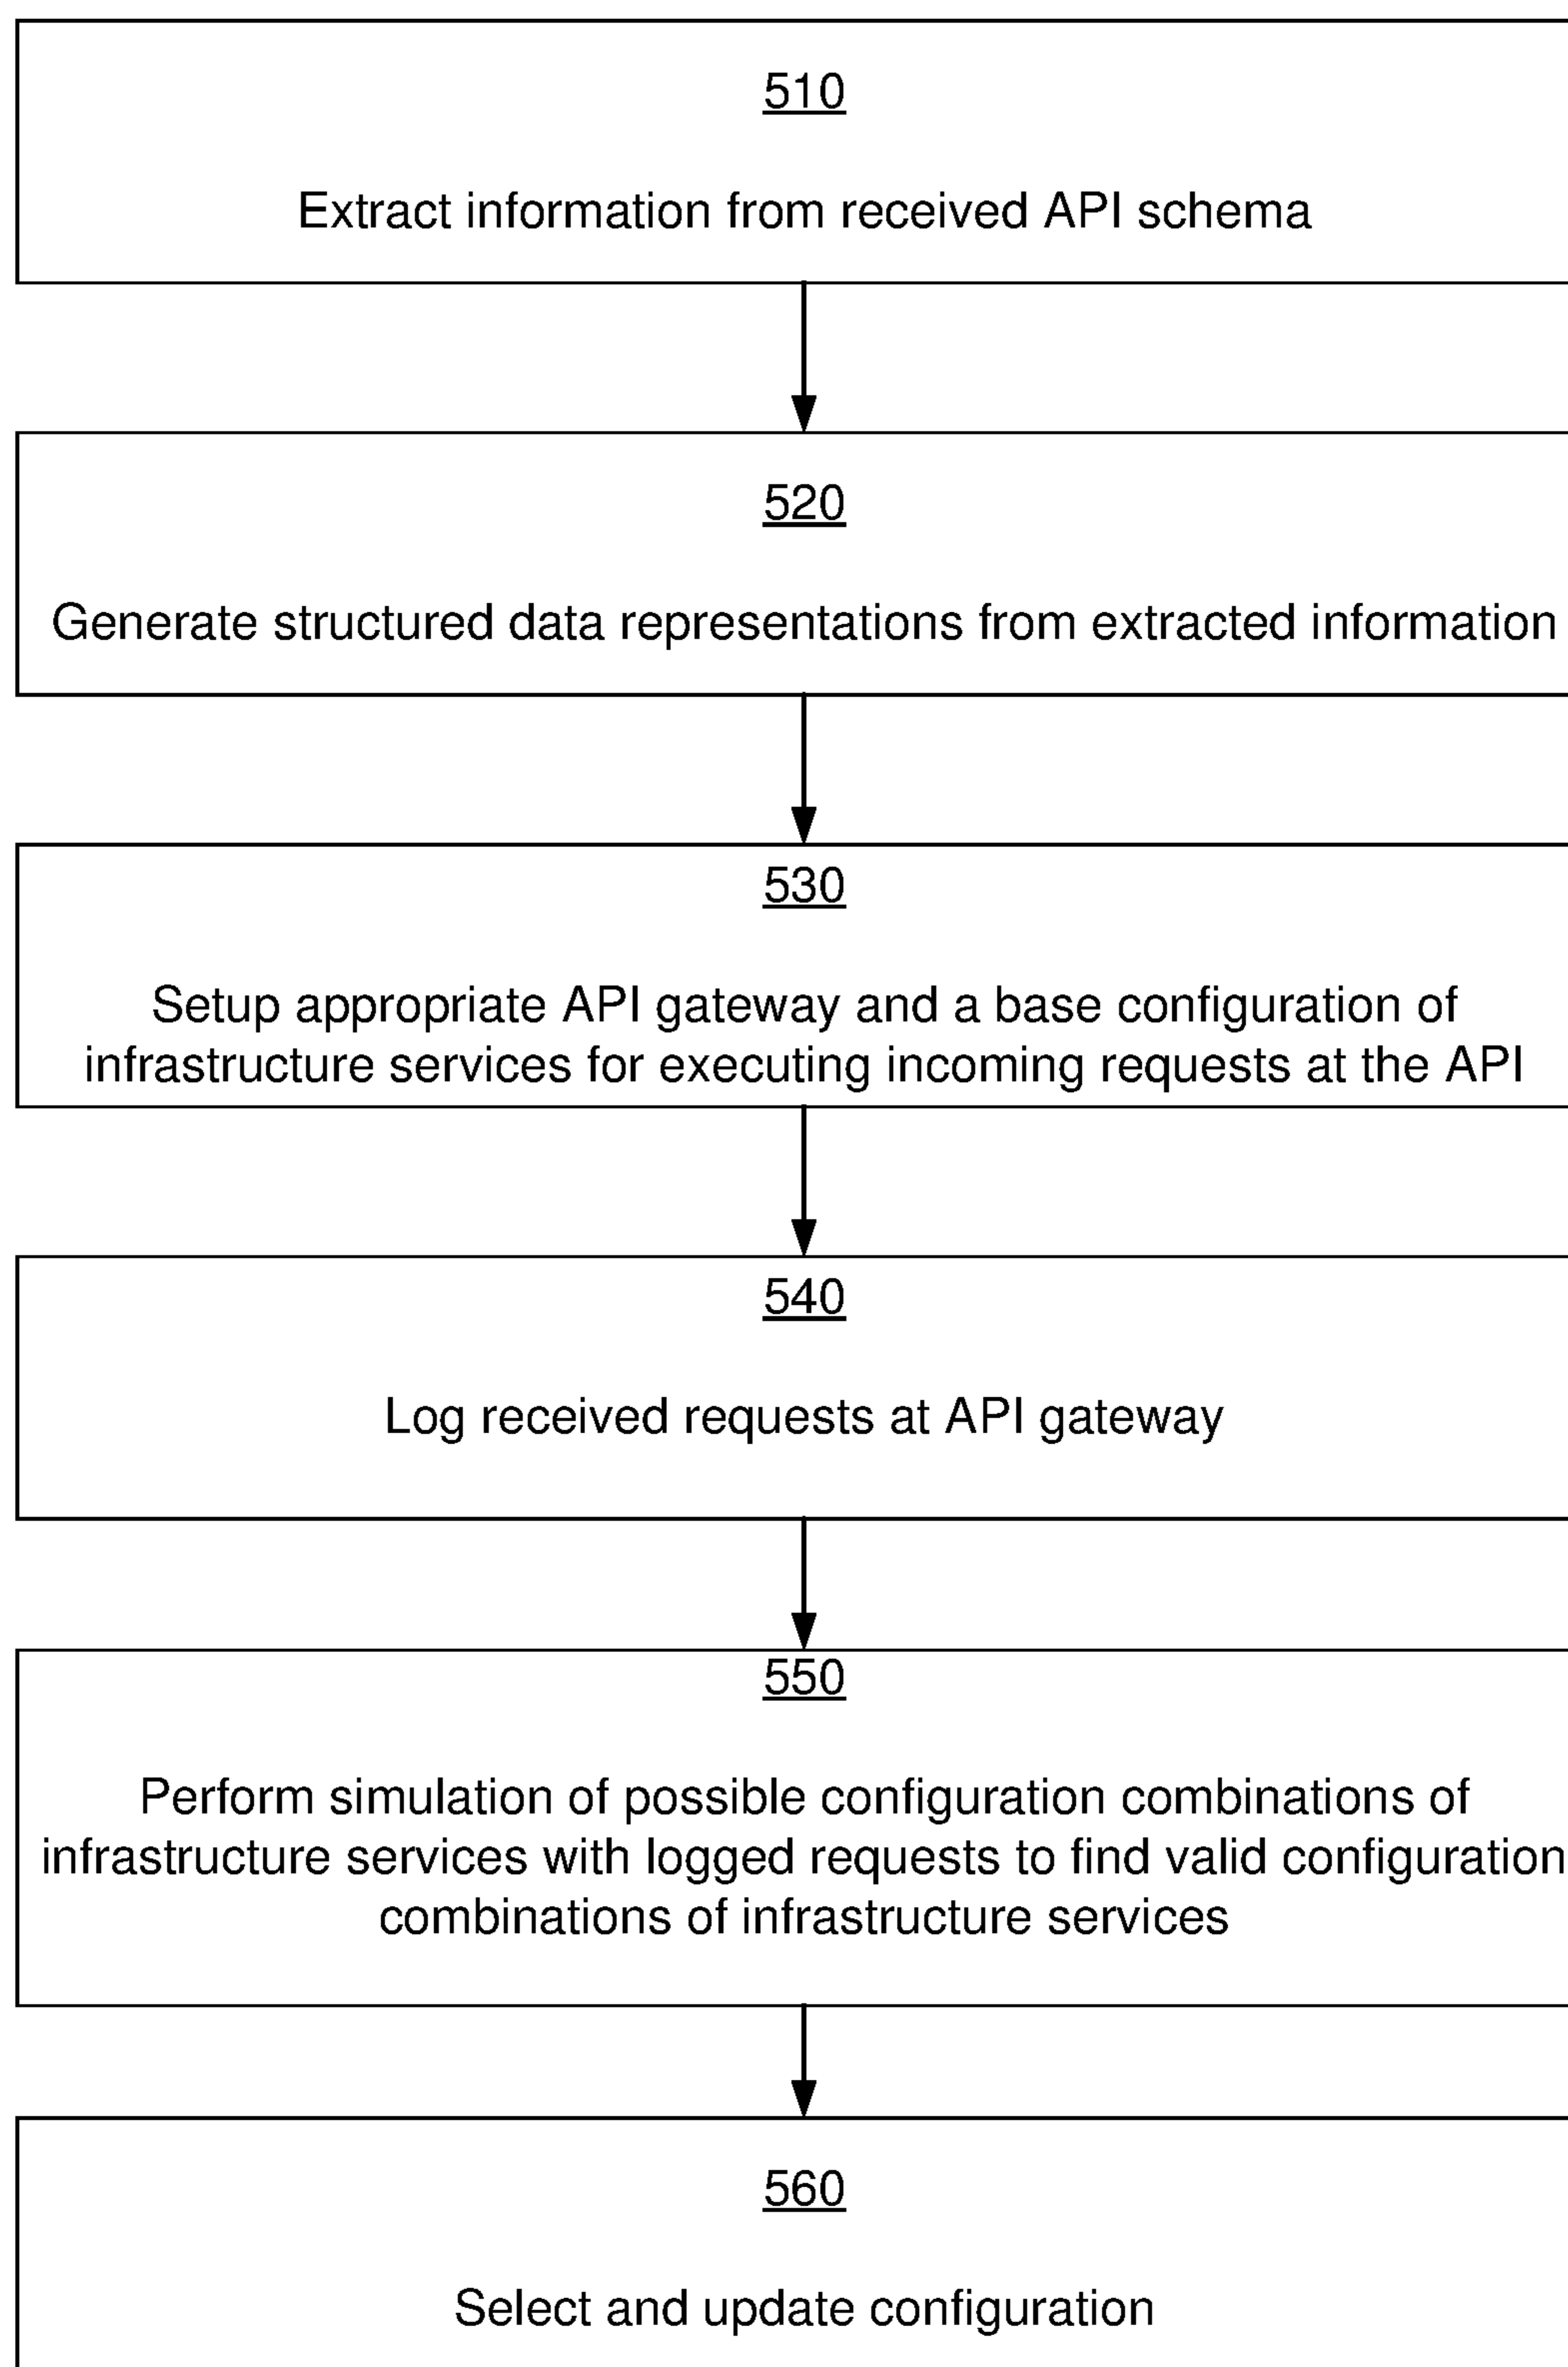 510
Extract information from received API schema
520
Generate structured data representations from extracted information
530
Setup appropriate API gateway and a base configuration of
infrastructure services for executing incoming requests at the API
540
Log received requests at API gateway
550
Perform simulation of possible configuration combinations of
infrastructure services with logged requests to find valid configuration
combinations of infrastructure services
560
Select and update configuration